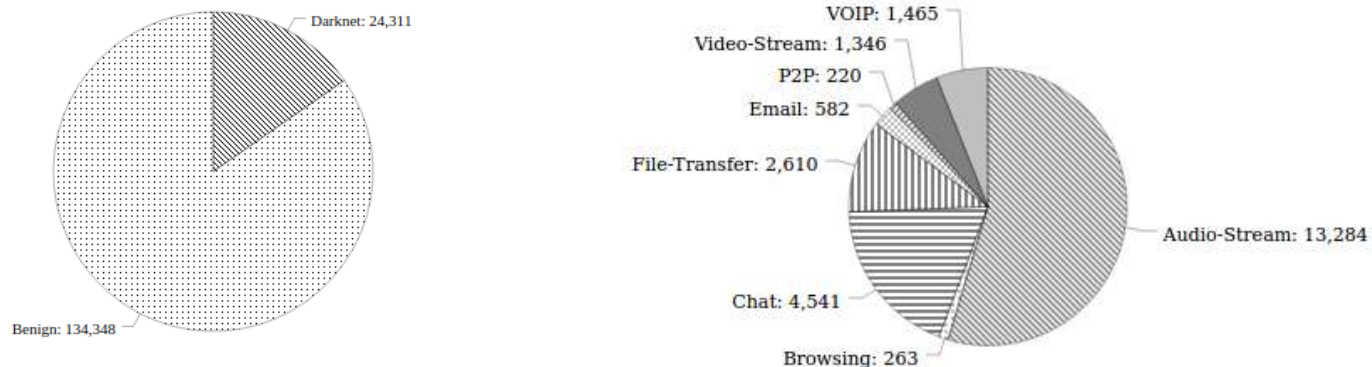 Darknet: 24,311
Benign: 134,348
VOIP: 1,465
Video-Stream: 1,346
P2P: 220
Email: 582
File-Transfer: 2,610
Audio-Stream: 13,284
Chat: 4,541
Browsing: 263